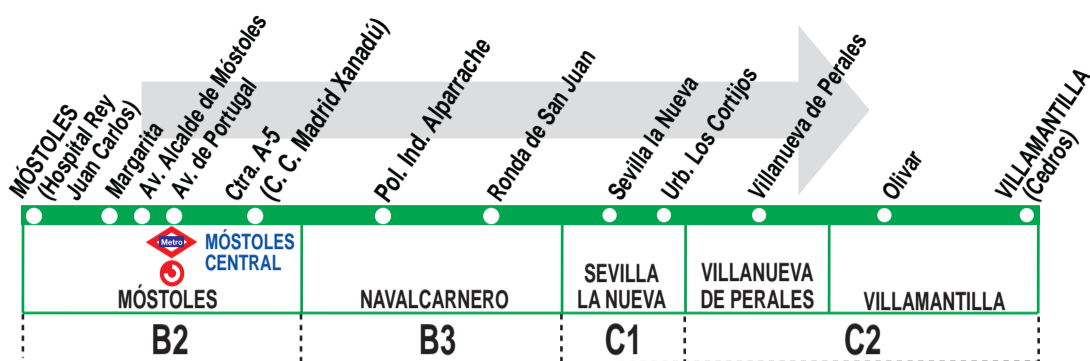 MÓSTOLES
(Hospital Rey
Juan Carlos)
Margarita
Av. Alcalde de Móstoles
Av. de Portugal
Ctra. A-5
(C. C. Madrid Xanadú)
Pol. Ind. Alparrache
Ronda de San Juan
Sevilla la Nueva
Urb. Los Cortijos
Villanueva de Perales
Olivar
VILLAMANTILLA
(Cedros)
Metro
MÓSTOLES
CENTRAL
MÓSTOLES
NAVALCARNERO
SEVILLA
LA NUEVA
VILLANUEVA
DE PERALES
VILLAMANTILLA
B2
B3
C1
C2